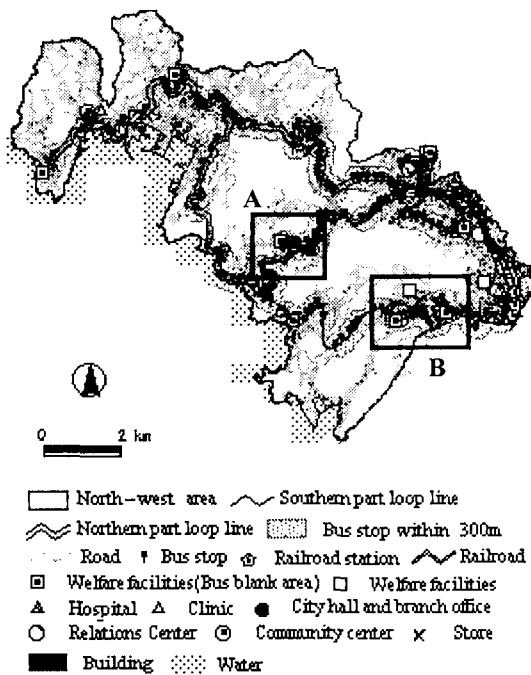 A
B
0 2 km
North-west area Southern part loop line
Northern part loop line Bus stop within 300m
Road Bus stop Railroad station Railroad
Welfare facilities(Bus blank area) Welfare facilities
Hospital Clinic City hall and branch office
Relations Center Community center Store
Building Water